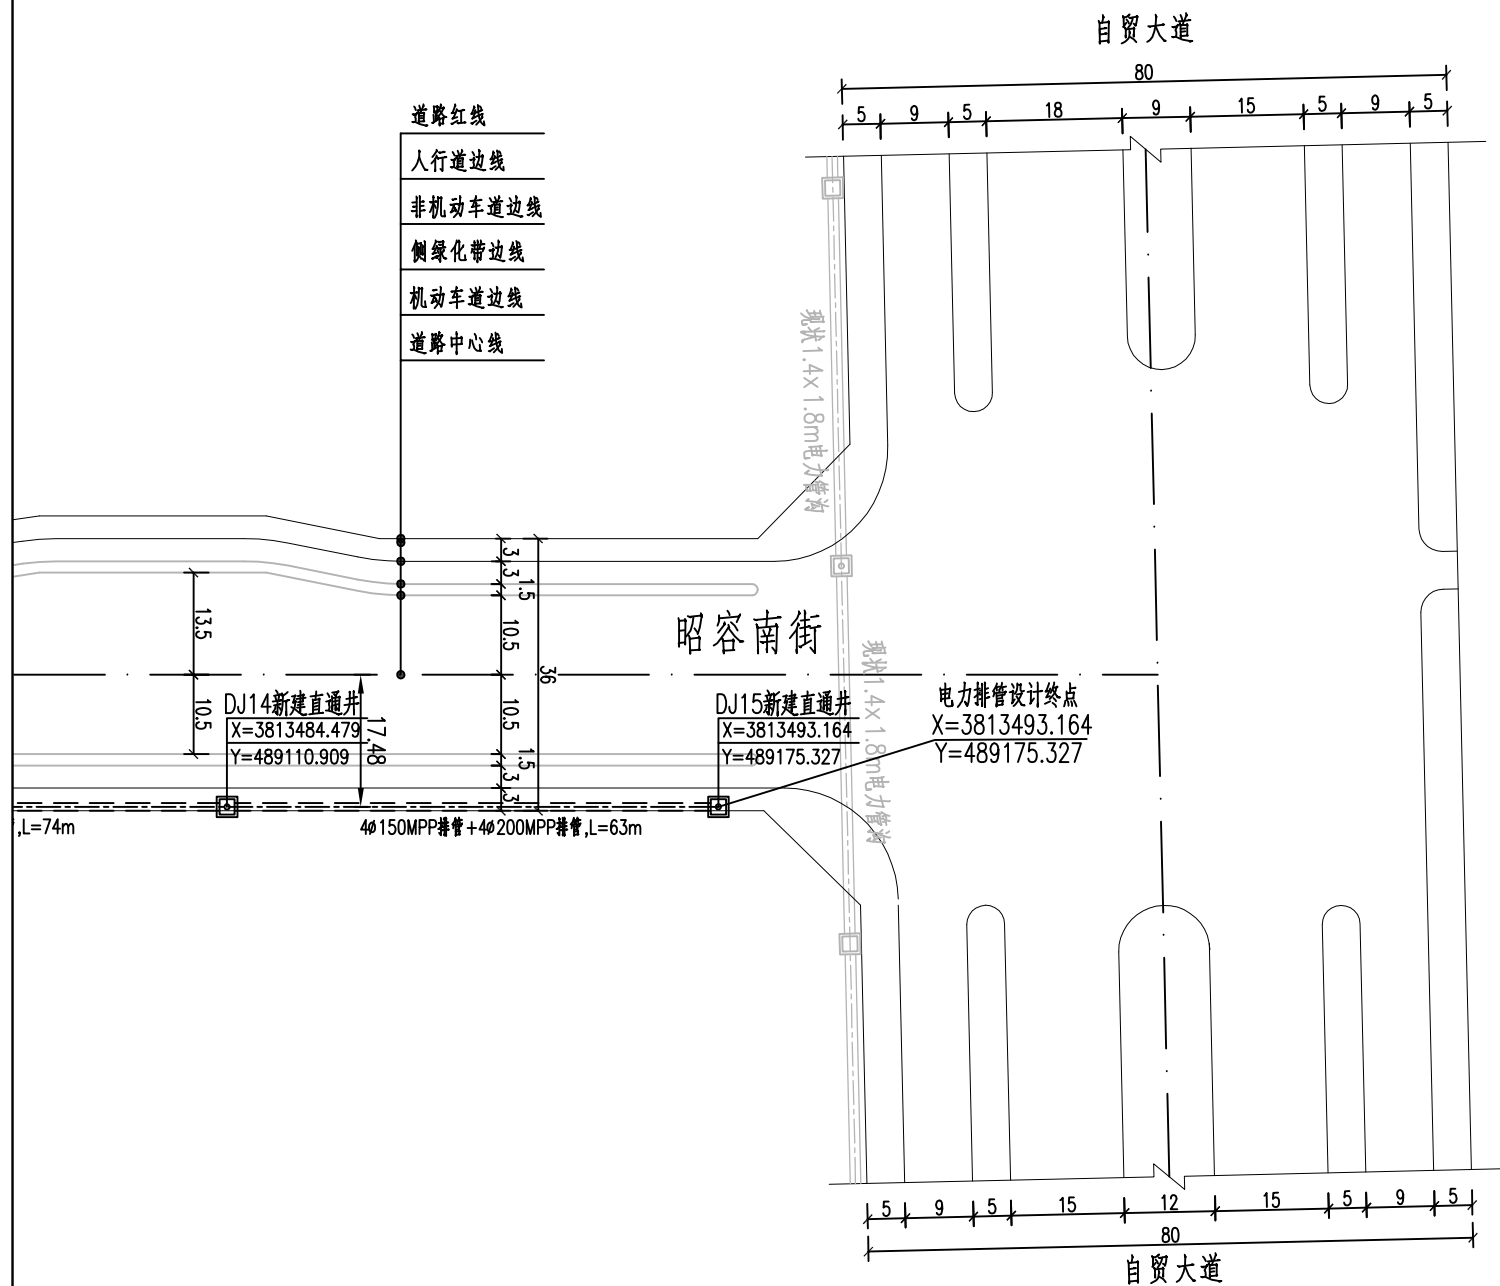 自贸大道
80
5 9 5 18 9 15 5 9 5
道路红线
人行道边线
非机动车道边线
侧绿化带边线
机动车道边线
道路中心线
现状1.4x1.8m电力管沟
3
3
1.5
10.5
36
10.5
1.5
3
3
13.5
10.5
17.48
昭容南街
现状1.4x1.8m电力管沟
DJ14新建直通井
X=3813484.479
Y=489110.909
DJ15新建直通井
X=3813493.164
Y=489175.327
电力排管设计终点
X=3813493.164
Y=489175.327
,L=74m
4ø150MPP排管+4ø200MPP排管,L=63m
5 9 5 15 12 15 5 9 5
80
自贸大道